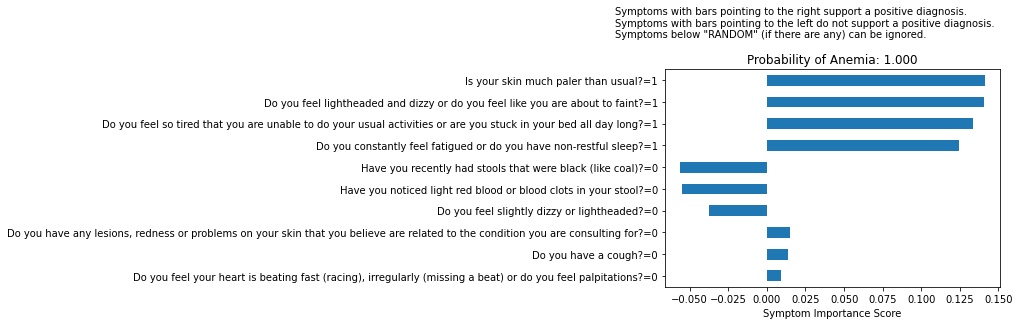 Symptoms with bars pointing to the right support a positive diagnosis.
Symptoms with bars pointing to the left do not support a positive diagnosis.
Symptoms below "RANDOM" (if there are any) can be ignored.
Probability of Anemia: 1.000
Is your skin much paler than usual?=1
Do you feel lightheaded and dizzy or do you feel like you are about to faint?=1
Do you feel so tired that you are unable to do your usual activities or are you stuck in your bed all day long?=1
Do you constantly feel fatigued or do you have non-restful sleep?=1
Have you recently had stools that were black (like coal)?=0
Have you noticed light red blood or blood clots in your stool?=0
Do you feel slightly dizzy or lightheaded?=0
Do you have any lesions, redness or problems on your skin that you believe are related to the condition you are consulting for?=0
Do you have a cough?=0
Do you feel your heart is beating fast (racing), irregularly (missing a beat) or do you feel palpitations?=0
−0.050 −0.025 0.000 0.025 0.050 0.075 0.100 0.125 0.150
Symptom Importance Score